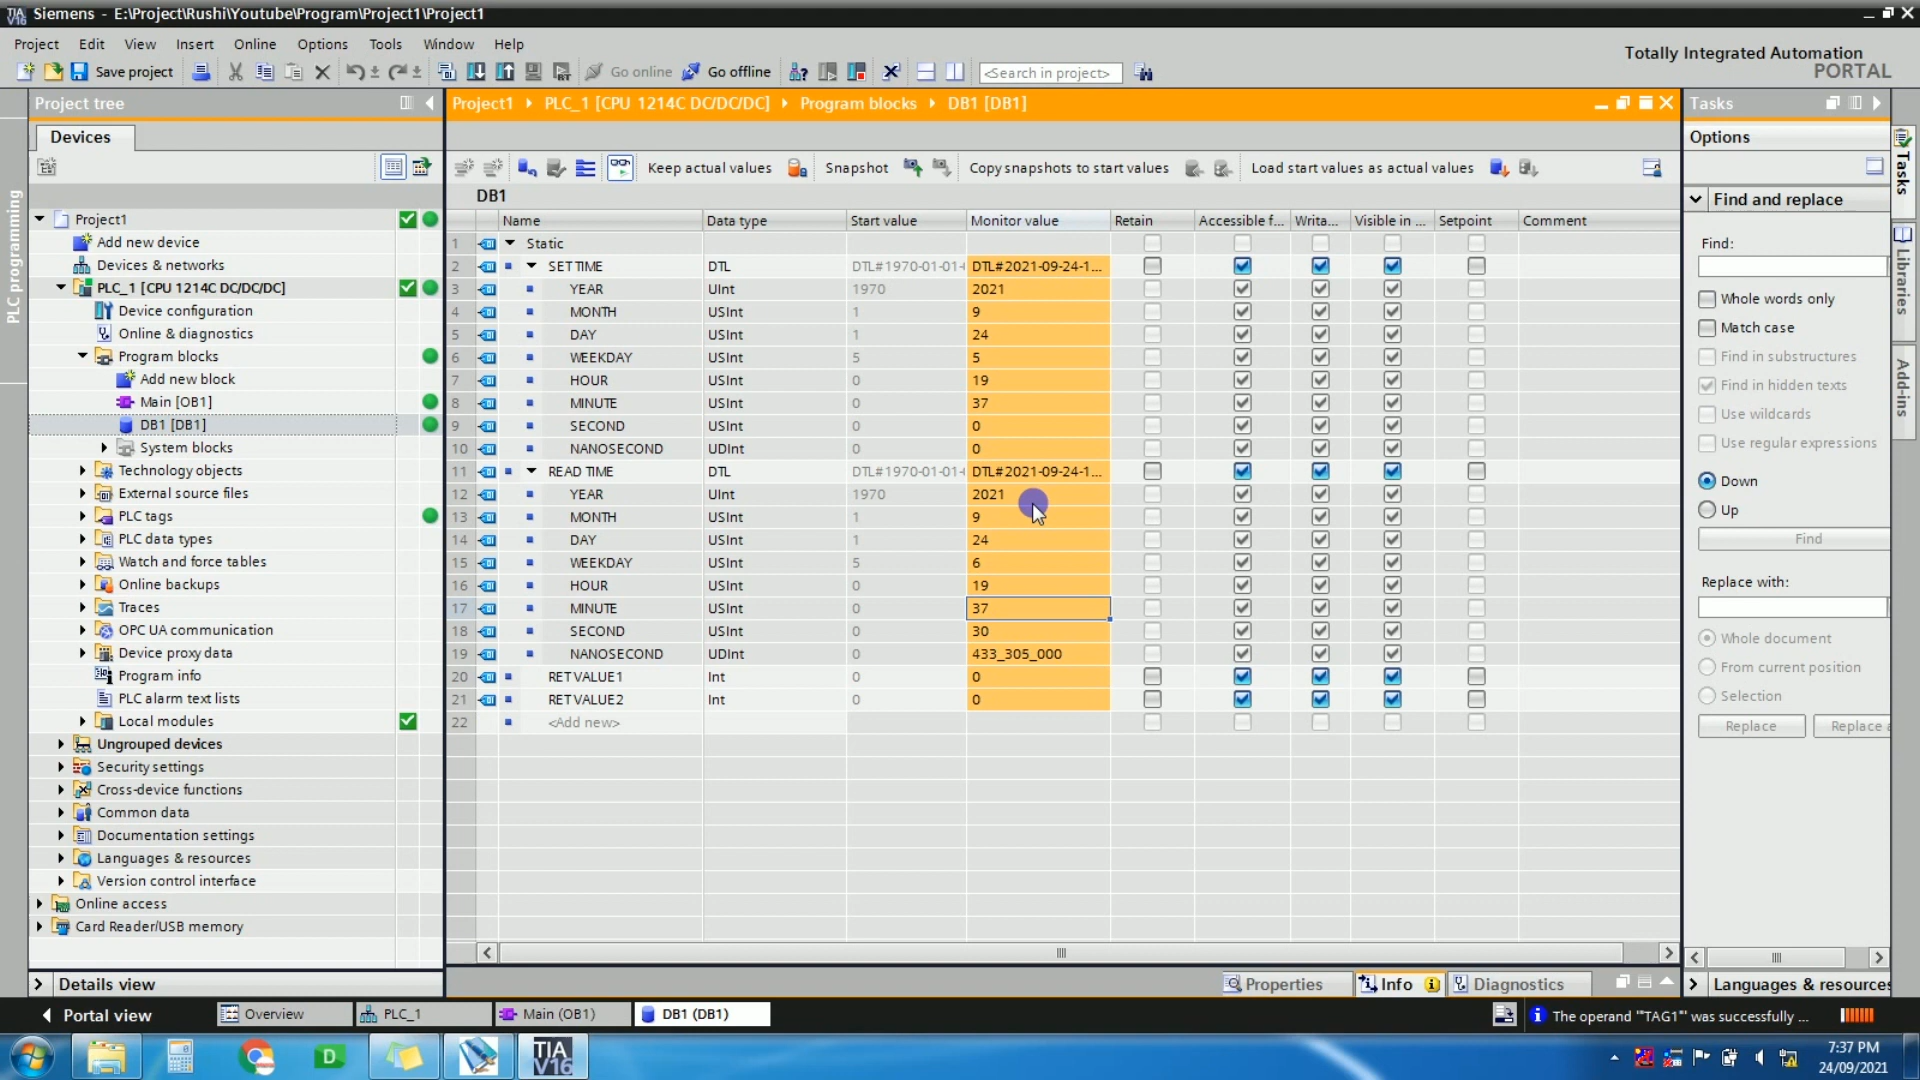 Siemens - E:\Project\Rushi\Youtube\Program\Project1\Project1
Project Edit View Insert Online Options Tools Window Help
Totally Integrated Automation
PORTAL
Save project Go online Go offline <Search in project>
Project tree
Project1 PLC_1 [CPU 1214C DC/DC/DC] Program blocks DB1 [DB1]
Tasks
Devices
Options
Keep actual values Snapshot Copy snapshots to start values Load start values as actual values
PLC programming
DB1
Name Data type Start value Monitor value Retain Accessible f... Writa... Visible in ... Setpoint Comment
1 Static
2 SETTIME DTL DTL#1970-01-01- DTL#2021-09-24-1...
3 YEAR UInt 1970 2021
4 MONTH USInt 1 9
5 DAY USInt 1 24
6 WEEKDAY USInt 5 5
7 HOUR USInt 0 19
8 MINUTE USInt 0 37
9 SECOND USInt 0 0
10 NANOSECOND UDInt 0 0
11 READ TIME DTL DTL#1970-01-01- DTL#2021-09-24-1...
12 YEAR UInt 1970 2021
13 MONTH USInt 1 9
14 DAY USInt 1 24
15 WEEKDAY USInt 5 6
16 HOUR USInt 0 19
17 MINUTE USInt 0 37
18 SECOND USInt 0 30
19 NANOSECOND UDInt 0 433_305_000
20 RETVALUE1 Int 0 0
21 RETVALUE2 Int 0 0
22 <Add new>
Project1
Add new device
Devices & networks
PLC_1 [CPU 1214C DC/DC/DC]
Device configuration
Online & diagnostics
Program blocks
Add new block
Main [OB1]
DB1 [DB1]
System blocks
Technology objects
External source files
PLC tags
PLC data types
Watch and force tables
Online backups
Traces
OPC UA communication
Device proxy data
Program info
PLC alarm text lists
Local modules
Ungrouped devices
Security settings
Cross-device functions
Common data
Documentation settings
Languages & resources
Version control interface
Online access
Card Reader/USB memory
Details view
Find and replace
Find:
Whole words only
Match case
Find in substructures
Find in hidden texts
Use wildcards
Use regular expressions
Down
Up
Find
Replace with:
Whole document
From current position
Selection
Replace Replace a
Languages & resources
Tasks
Libraries
Add-ins
Properties Info Diagnostics
Portal view Overview PLC_1 Main (OB1) DB1 (DB1)
The operand '"TAG1"' was successfully ...
TIA
V16
7:37 PM
24/09/2021